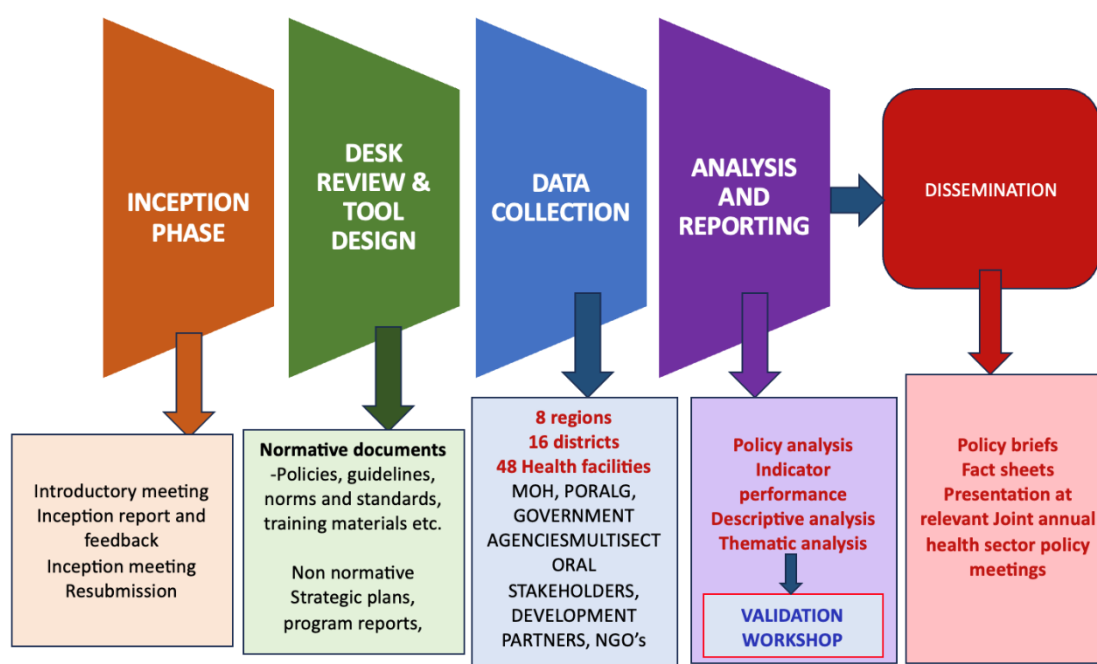 INCEPTION
PHASE
DESK
REVIEW &
TOOL
DESIGN
DATA
COLLECTION
ANALYSIS
AND
REPORTING
DISSEMINATION
Introductory meeting
Inception report and
feedback
Inception meeting
Resubmission
Normative documents
-Policies, guidelines,
norms and standards,
training materials etc.
Non normative
Strategic plans,
program reports,
8 regions
16 districts
48 Health facilities
MOH, PORALG,
GOVERNMENT
AGENCIESMULTISECT
ORAL
STAKEHOLDERS,
DEVELOPMENT
PARTNERS, NGO's
Policy analysis
Indicator
performance
Descriptive analysis
Thematic analysis
VALIDATION
WORKSHOP
Policy briefs
Fact sheets
Presentation at
relevant Joint annual
health sector policy
meetings